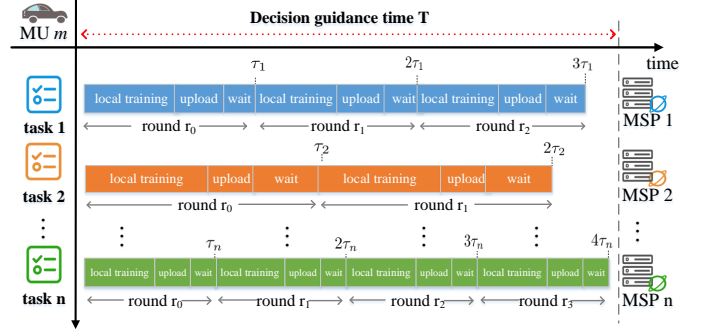 Decision guidance time T
MU m
time
τ1 2τ1 3τ1
local training upload wait local training upload wait local training upload wait
task 1
MSP 1
round r0 round r1 round r2
τ2 2τ2
local training upload wait local training upload wait
task 2
MSP 2
round r0 round r1
τn 2τn 3τn 4τn
local training upload wait local training upload wait local training upload wait local training upload wait
task n
MSP n
round r0 round r1 round r2 round r3